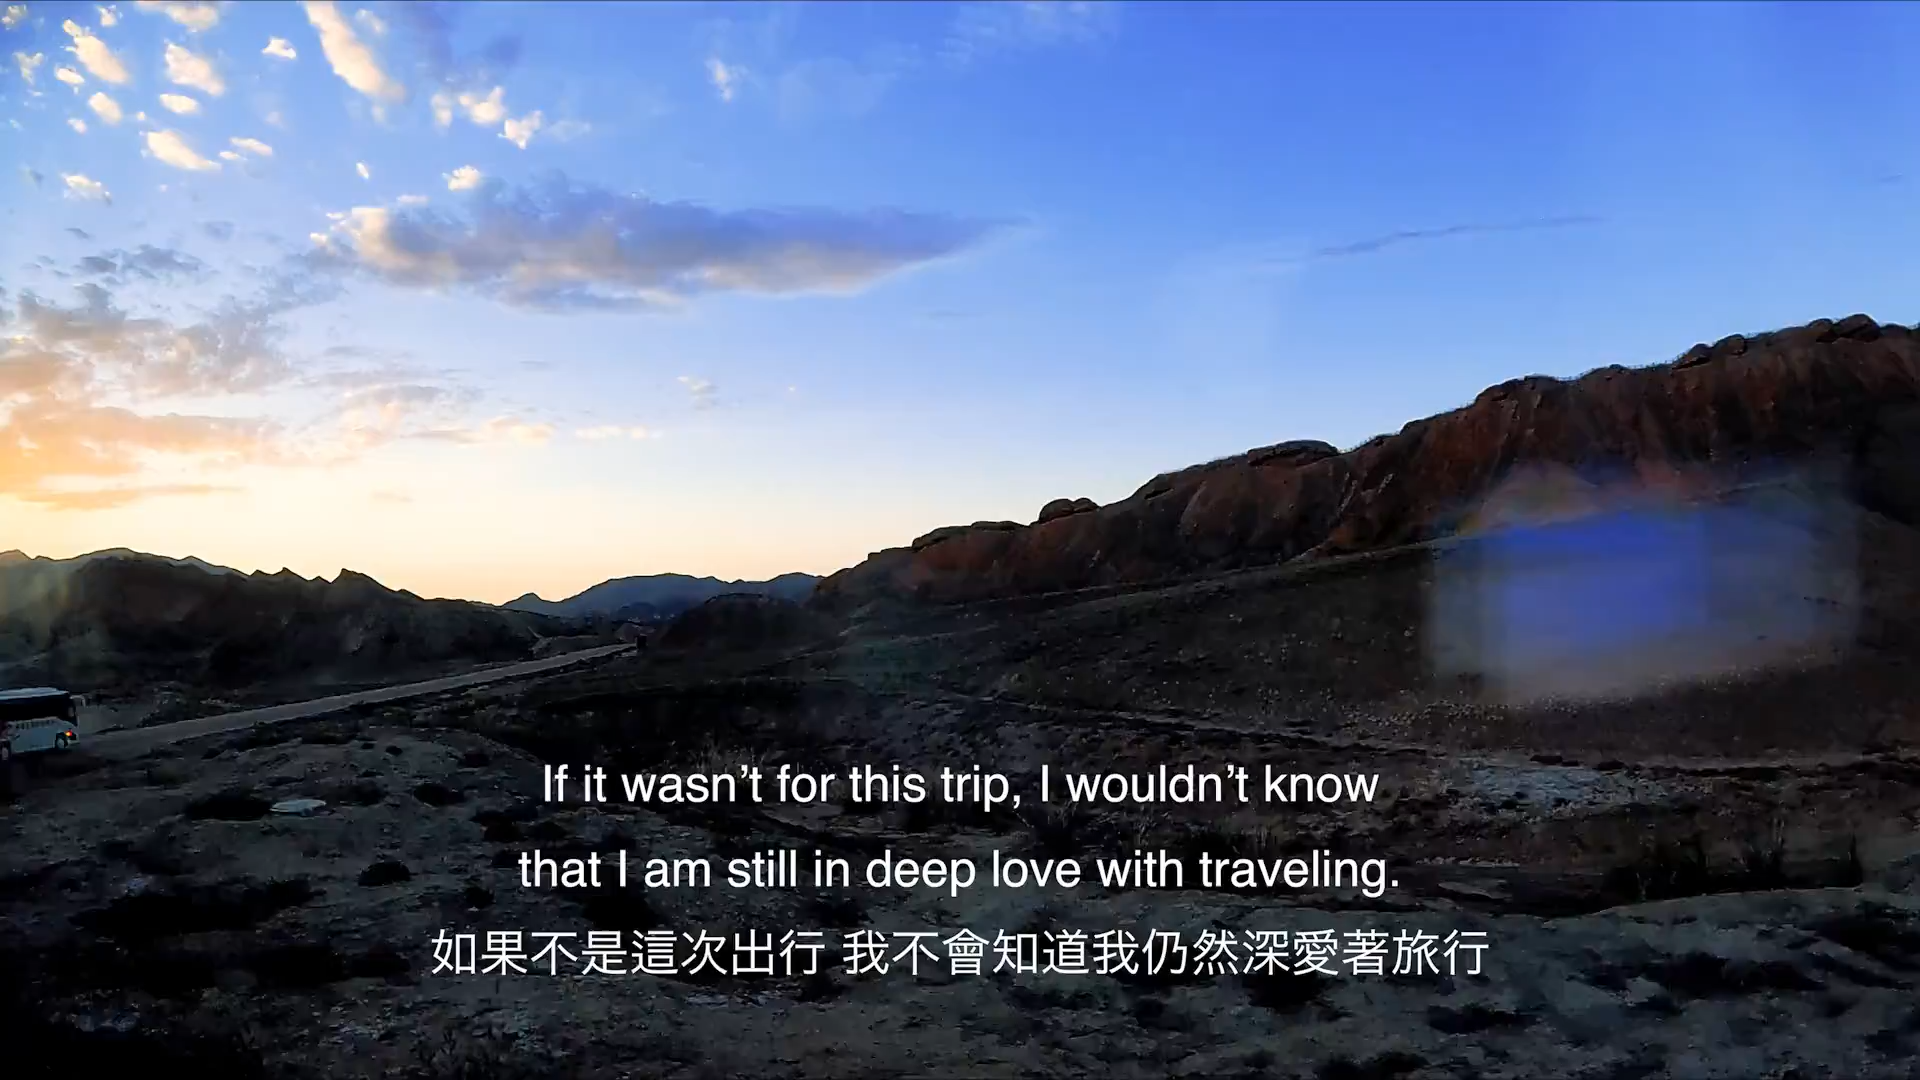 If it wasn’t for this trip, I wouldn’t know
that I am still in deep love with traveling.
如果不是這次出行 我不會知道我仍然深愛著旅行